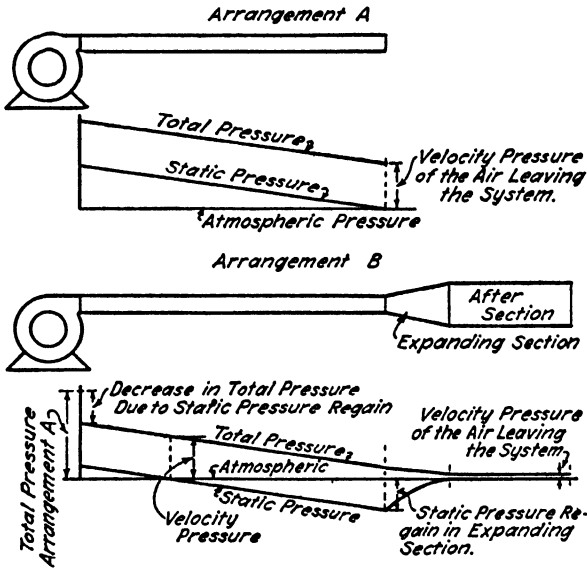 Arrangement A
Total Pressure
Static Pressure
Velocity Pressure
of the Air Leaving
the System.
Atmospheric Pressure
Arrangement B
After
Section
Expanding Section
Decrease in Total Pressure
Due to Static Pressure Regain
Total Pressure
Arrangement A
Velocity Pressure
of the Air Leaving
the System
Total Pressure
Atmospheric
Static Pressure
Velocity
Pressure
Static Pressure Re-
gain in Expanding
Section.